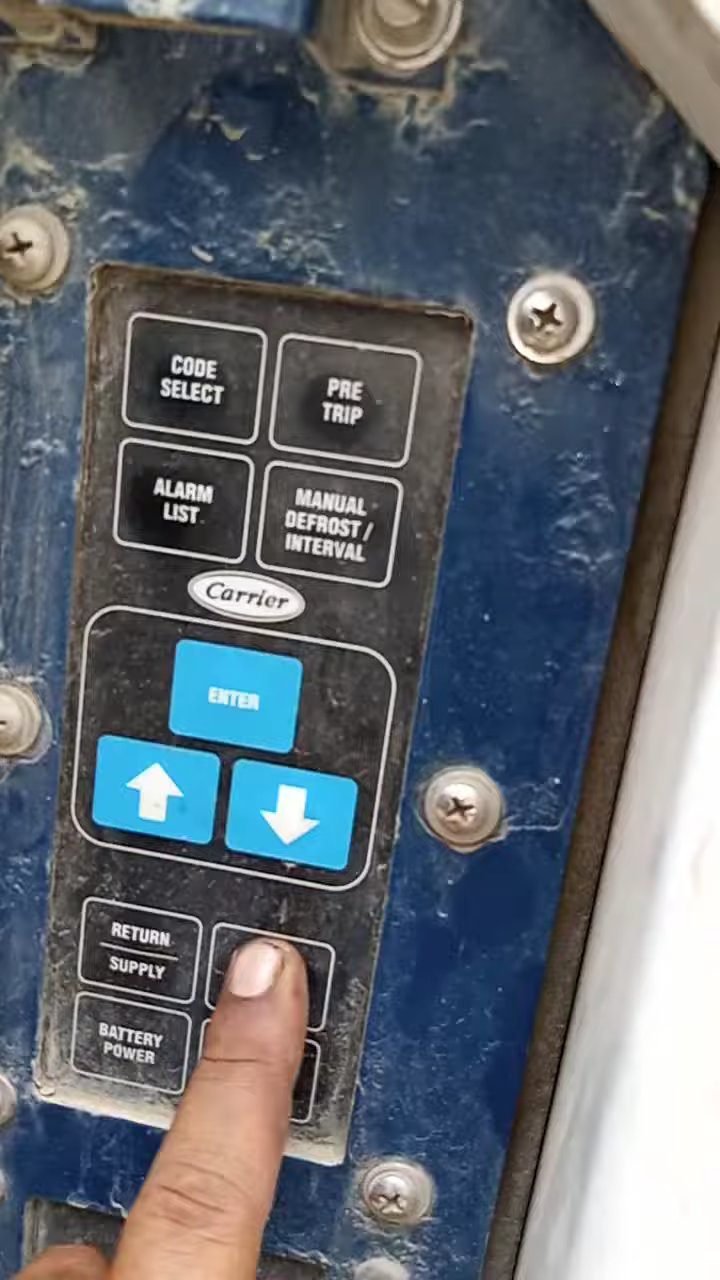 CODE
SELECT
PRE
TRIP
ALARM
LIST
MANUAL
DEFROST/
INTERVAL
Carrier
ENTER
RETURN
SUPPLY
BATTERY
POWER